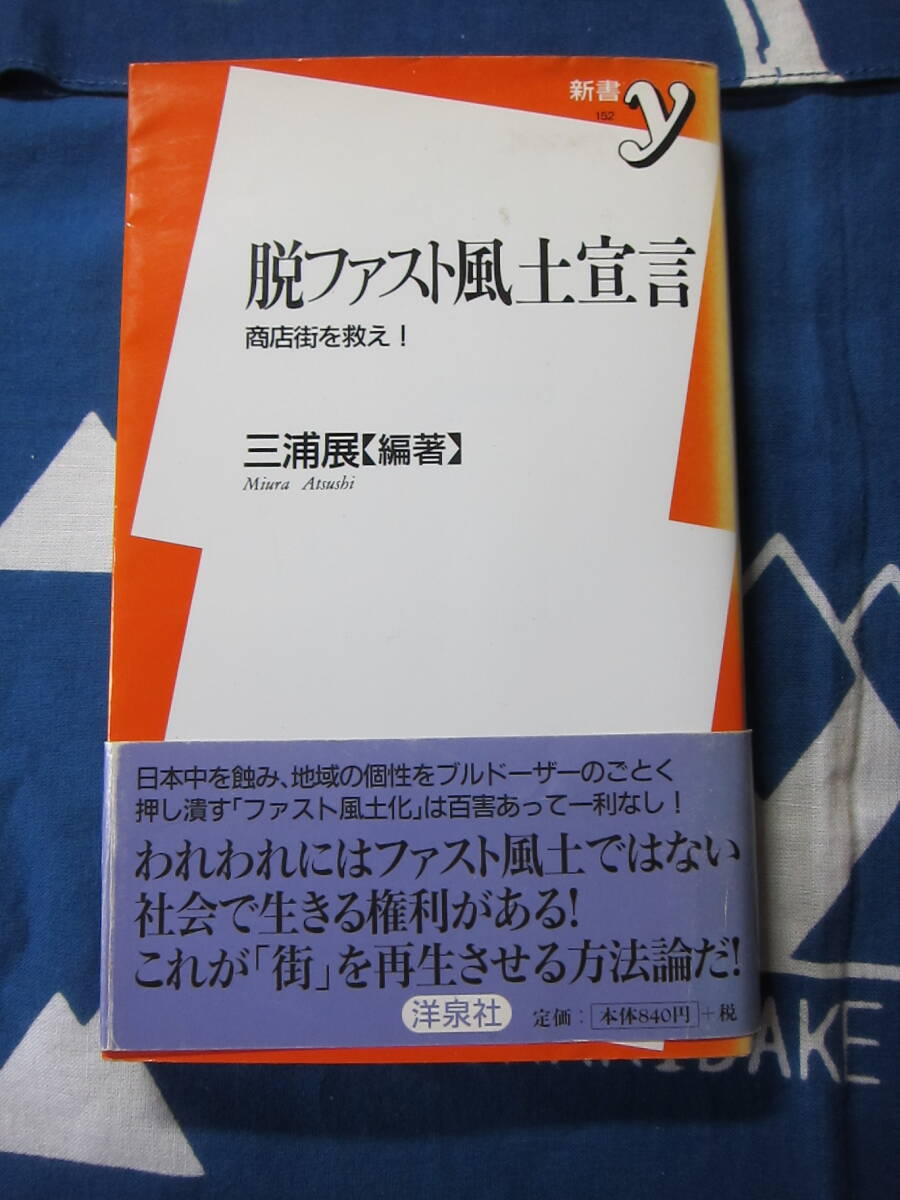 新書y
152
脱ファスト風土宣言
商店街を救え!
三浦展【編著】
Miura Atsushi
日本中を蝕み、地域の個性をブルドーザーのごとく
押し潰す「ファスト風土化」は百害あって一利なし!
われわれにはファスト風土ではない
社会で生きる権利がある!
これが「街」を再生させる方法論だ!
洋泉社
定価:本体840円+税
DAKE